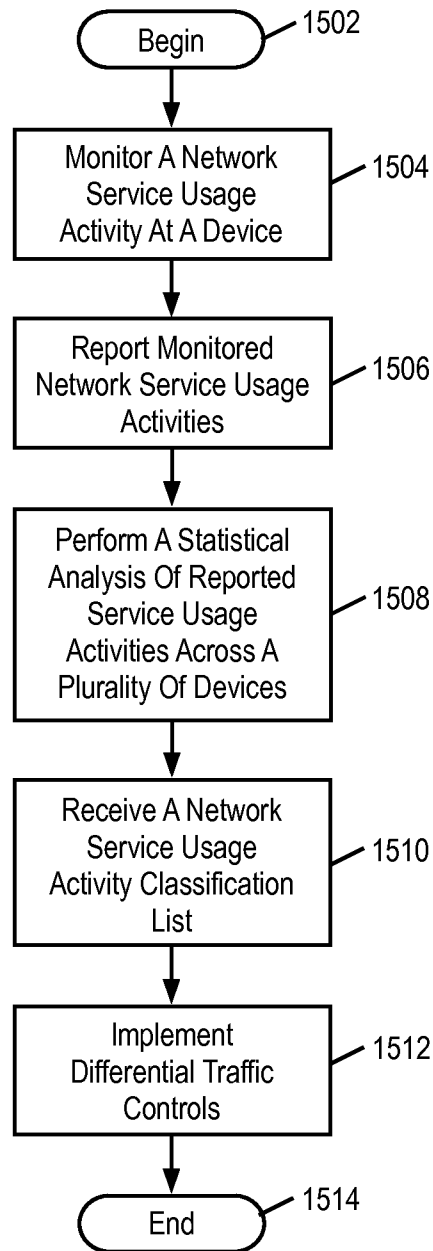 Begin
1502
Monitor A Network
Service Usage
Activity At A Device
1504
Report Monitored
Network Service Usage
Activities
1506
Perform A Statistical
Analysis Of Reported
Service Usage
Activities Across A
Plurality Of Devices
1508
Receive A Network
Service Usage
Activity Classification
List
1510
Implement
Differential Traffic
Controls
1512
End
1514